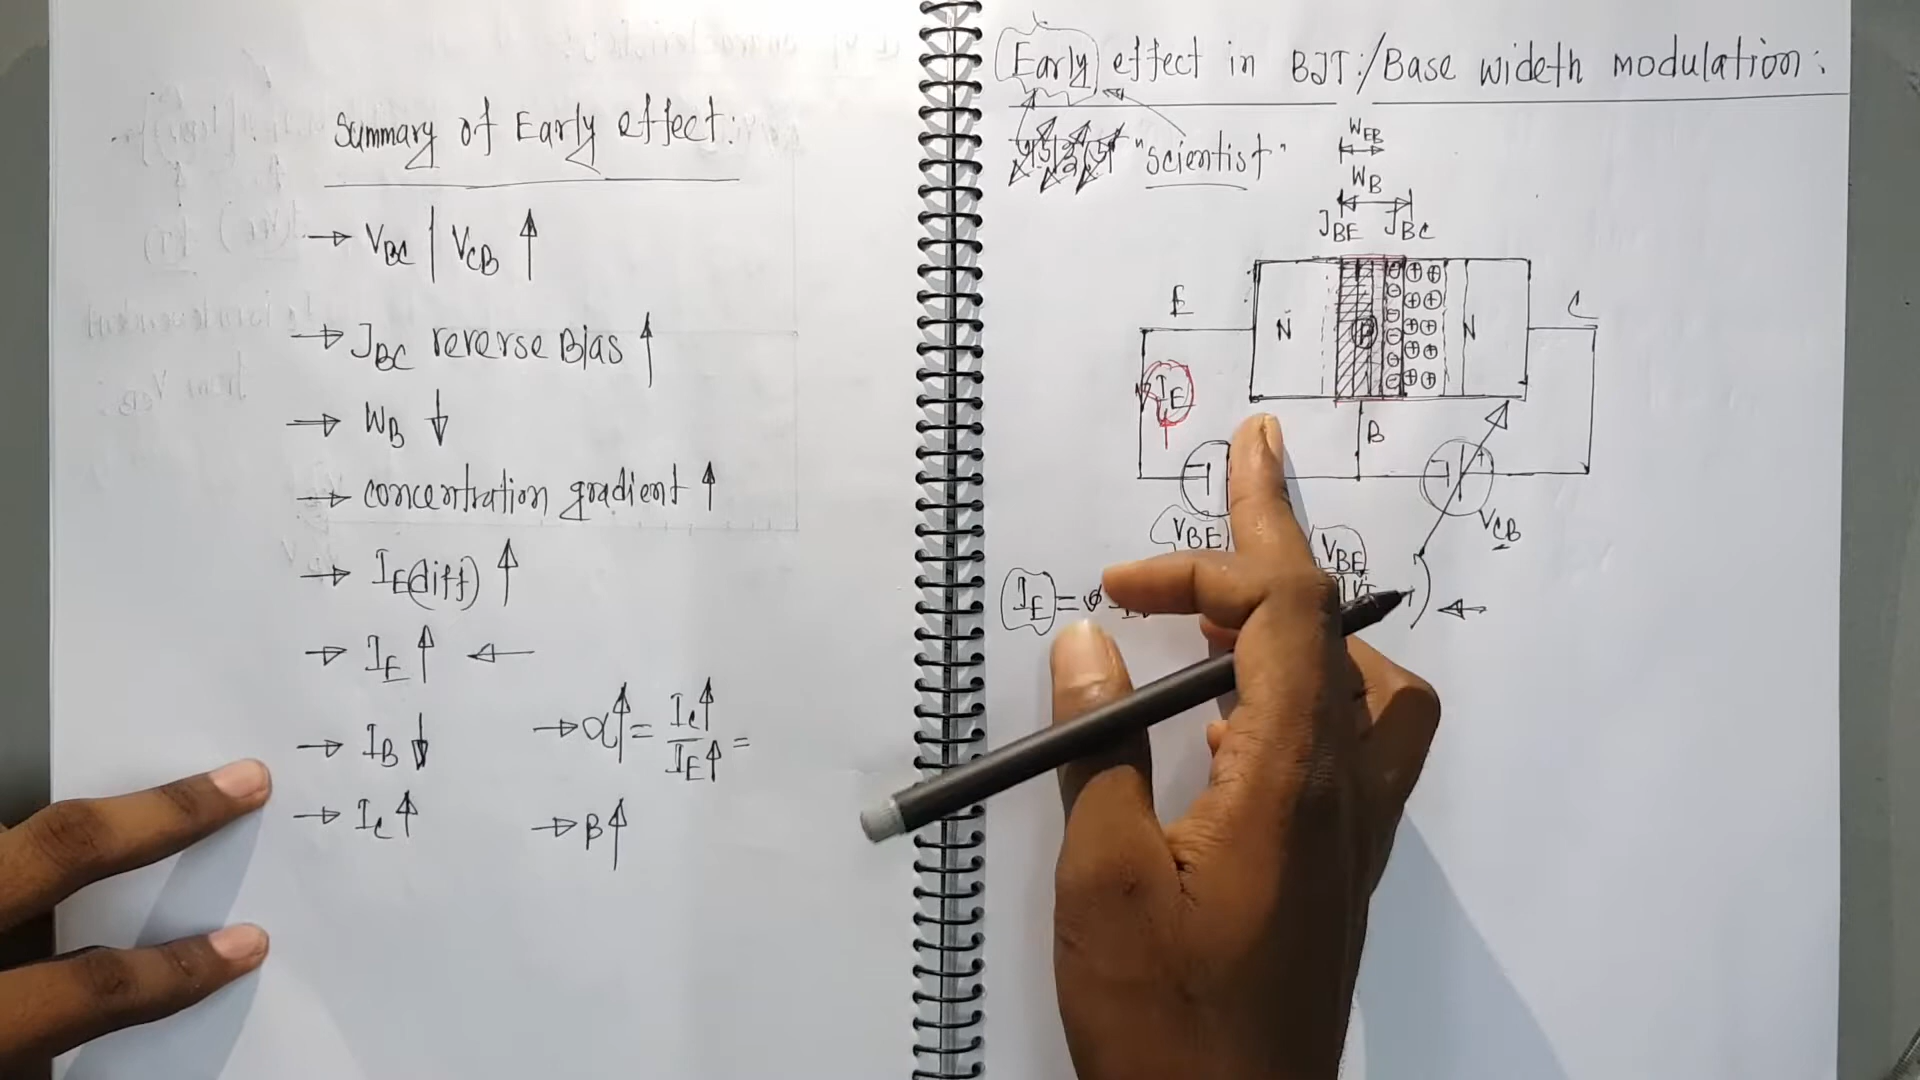 Summary of Early effect:
→ VBC | VCB ↑
→ JBC reverse Bias ↑
→ WB ↓
→ concentration gradient ↑
→ IE(diff) ↑
→ IE ↑ ←
→ IB ↓
→ IC ↑
→ α↑ = IC↑ / IE↑ =
→ β↑
Early effect in BJT:/Base wideth modulation:
"Scientist"
WEB
WB
JBE JBC
E
N
P
N
C
IE
B
VBE
VCB
IE =
VBE